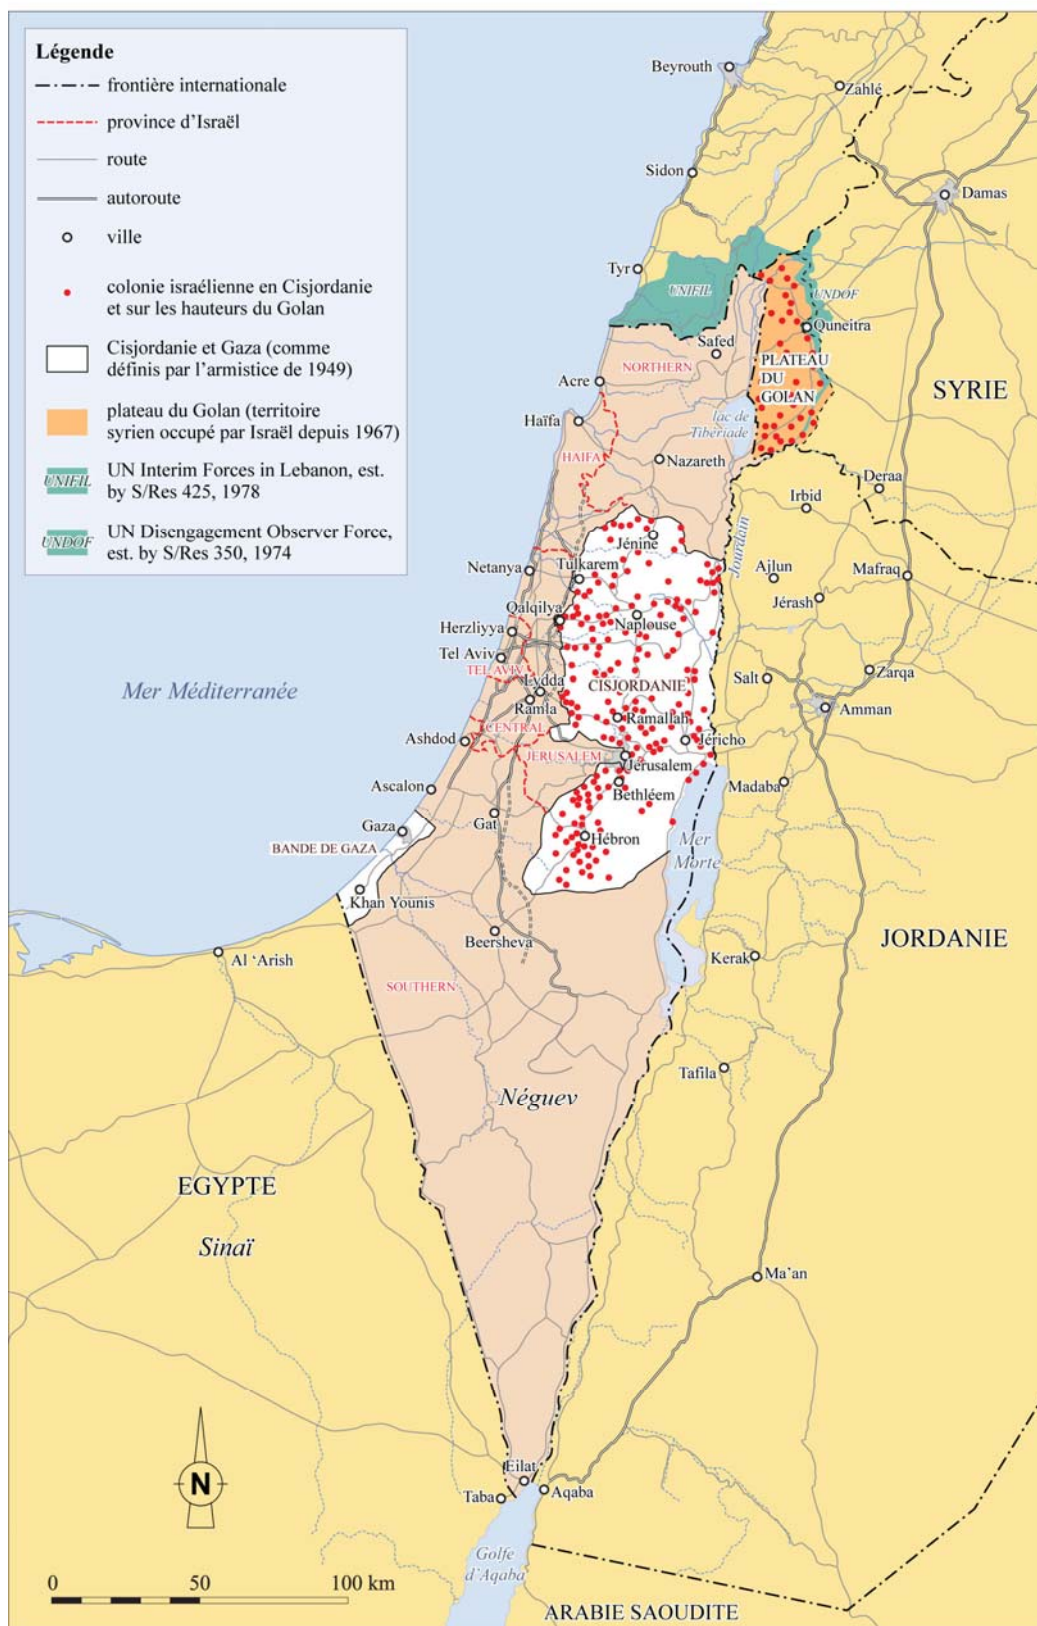 Légende
frontière internationale
province d'Israël
route
autoroute
ville
colonie israélienne en Cisjordanie
et sur les hauteurs du Golan
Cisjordanie et Gaza (comme
définis par l'armistice de 1949)
plateau du Golan (territoire
syrien occupé par Israël depuis 1967)
UNIFIL
UN Interim Forces in Lebanon, est.
by S/Res 425, 1978
UNDOF
UN Disengagement Observer Force,
est. by S/Res 350, 1974
Beyrouth
Zahlé
Sidon
Damas
Tyr
UNIFIL
UNDOF
Quneitra
Safed
NORTHERN
PLATEAU
DU
GOLAN
SYRIE
Acre
lac de
Tibériade
Haïfa
HAIFA
Nazareth
Deraa
Irbid
Jénine
Jourdain
Netanya
Tulkarem
Ajlun
Mafraq
Jérash
Qalqilya
Naplouse
Herzliyya
Tel Aviv
TEL AVIV
Lydda
CISJORDANIE
Salt
Zarqa
Mer Méditerranée
Ramla
Ramallah
Amman
CENTRAL
Ashdod
Jéricho
JERUSALEM
Jérusalem
Ascalon
Bethléem
Madaba
Gaza
Gat
Hébron
Mer
Morte
BANDE DE GAZA
Khan Younis
Beersheva
JORDANIE
Al 'Arish
Kerak
SOUTHERN
Tafila
Néguev
EGYPTE
Sinaï
Ma'an
N
Eilat
Taba
Aqaba
Golfe
d'Aqaba
0 50 100 km
ARABIE SAOUDITE